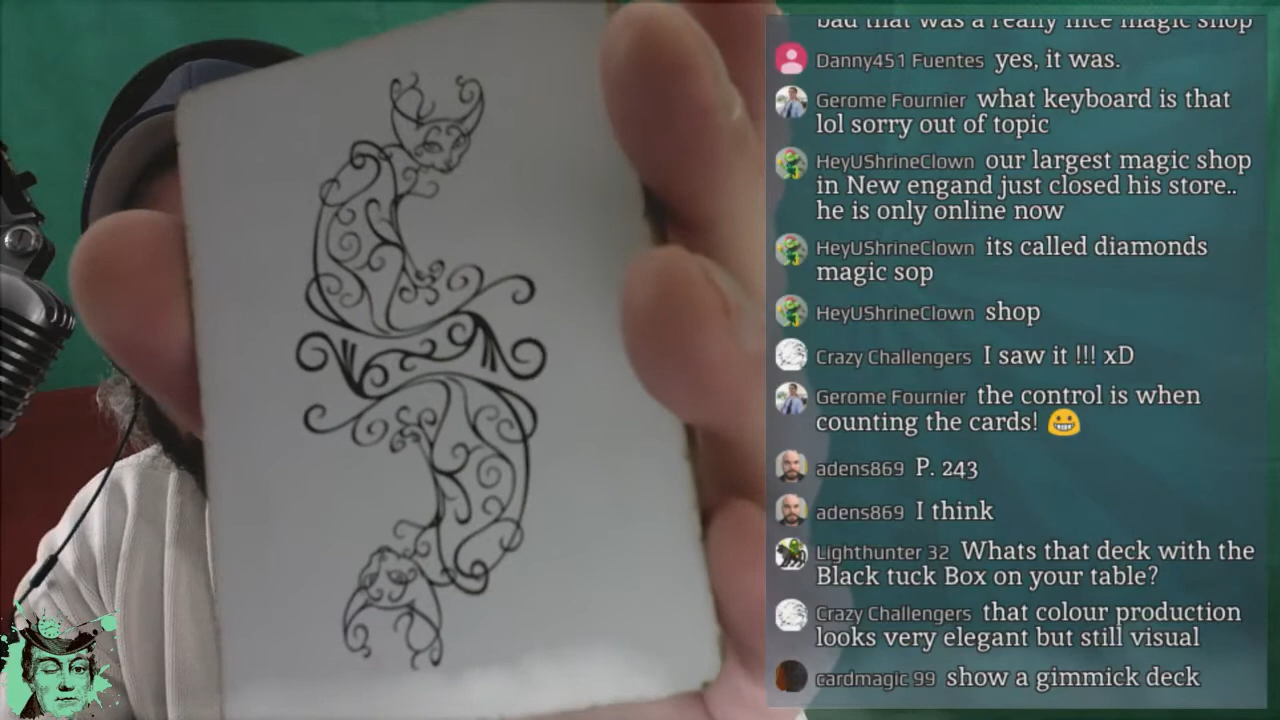 bad that was a really nice magic shop
Danny451 Fuentes yes, it was.
Gerome Fournier what keyboard is that
lol sorry out of topic
HeyUShrineClown our largest magic shop
in New engand just closed his store..
he is only online now
HeyUShrineClown its called diamonds
magic sop
HeyUShrineClown shop
Crazy Challengers I saw it !!! xD
Gerome Fournier the control is when
counting the cards! 😀
adens869 P. 243
adens869 I think
Lighthunter 32 Whats that deck with the
Black tuck Box on your table?
Crazy Challengers that colour production
looks very elegant but still visual
cardmagic 99 show a gimmick deck